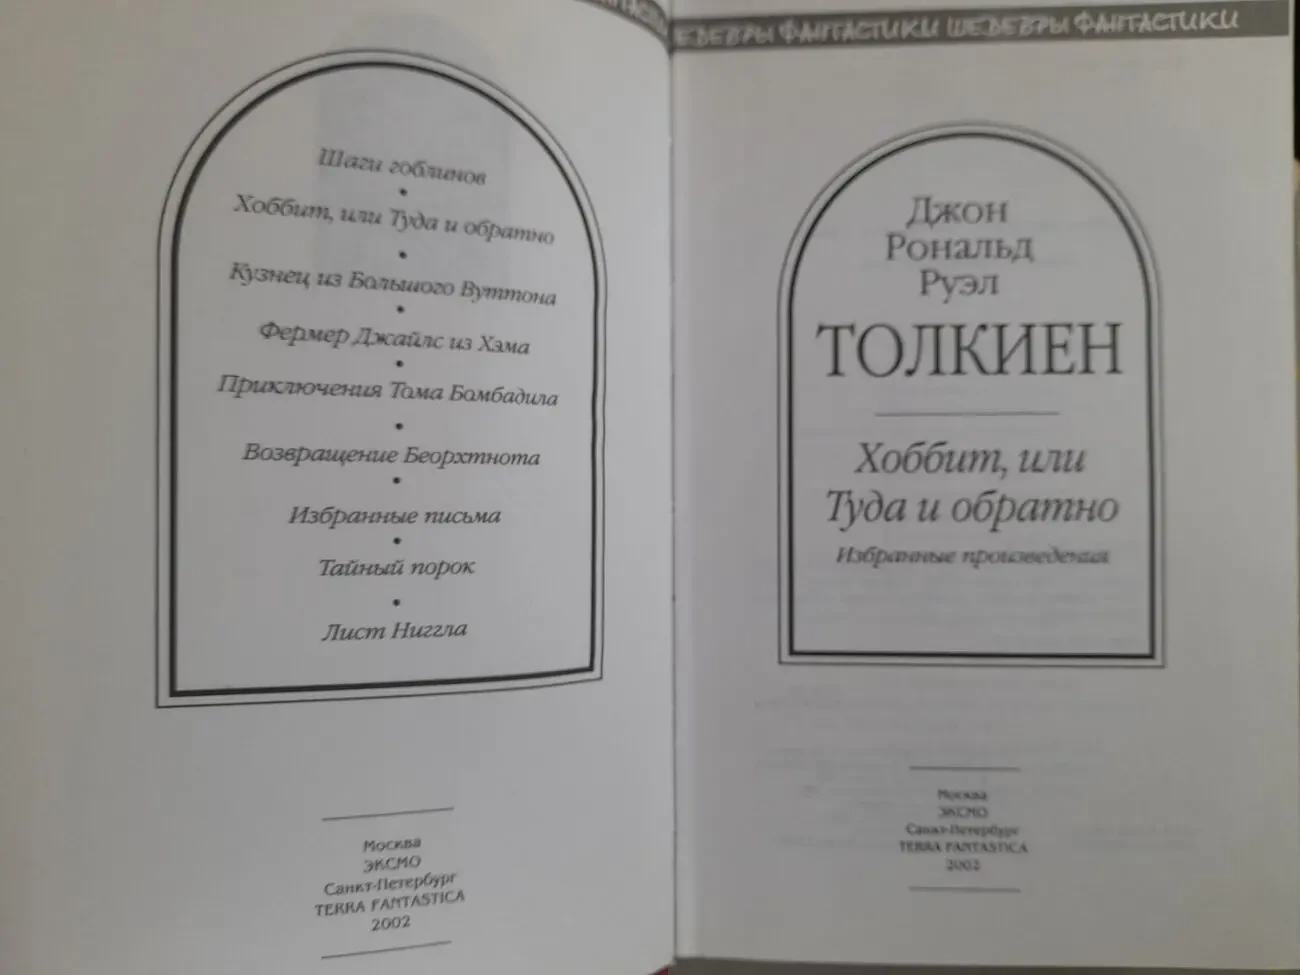 Шаги гоблинов
•
Хоббит, или Туда и обратно
•
Кузнец из Большого Вуттона
•
Фермер Джайлс из Хэма
•
Приключения Тома Бомбадила
•
Возвращение Беорхтнота
•
Избранные письма
•
Тайный порок
•
Лист Ниггла
Москва
ЭКСМО
Санкт-Петербург
TERRA FANTASTICA
2002
ФАНТАСТИКИ ШЕДЕВРЫ ФАНТАСТИКИ
Джон
Рональд
Руэл
ТОЛКИЕН
Хоббит, или
Туда и обратно
Избранные произведения
Москва
ЭКСМО
Санкт-Петербург
TERRA FANTASTICA
2002